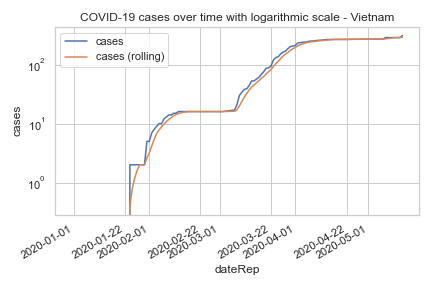 COVID-19 cases over time with logarithmic scale - Vietnam
cases
cases (rolling)
10²
10¹
10⁰
cases
2020-01-01
2020-01-22
2020-02-01
2020-02-22
2020-03-01
2020-03-22
2020-04-01
2020-04-22
2020-05-01
dateRep